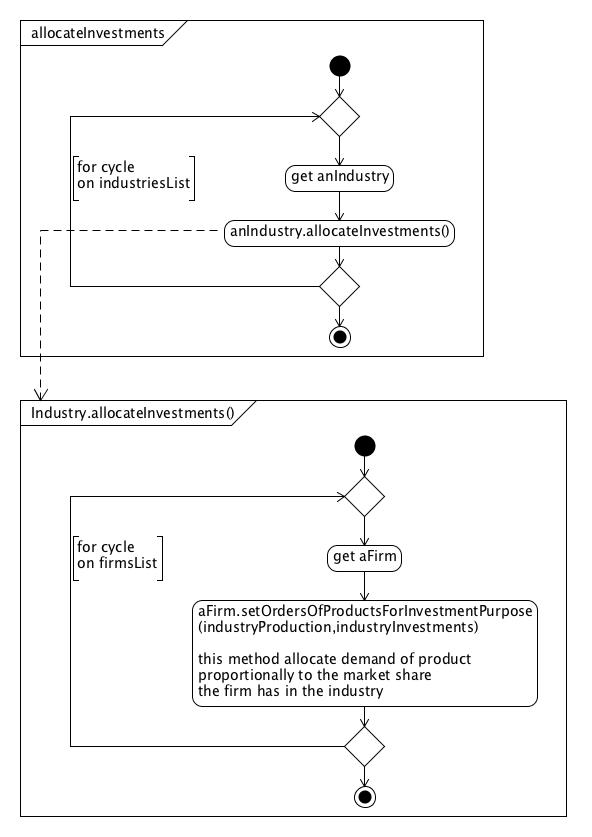 allocateInvestments
for cycle
on industriesList
get anIndustry
anIndustry.allocateInvestments()
Industry.allocateInvestments()
for cycle
on firmsList
get aFirm
aFirm.setOrdersOfProductsForInvestmentPurpose
(industryProduction,industryInvestments)
this method allocate demand of product
proportionally to the market share
the firm has in the industry